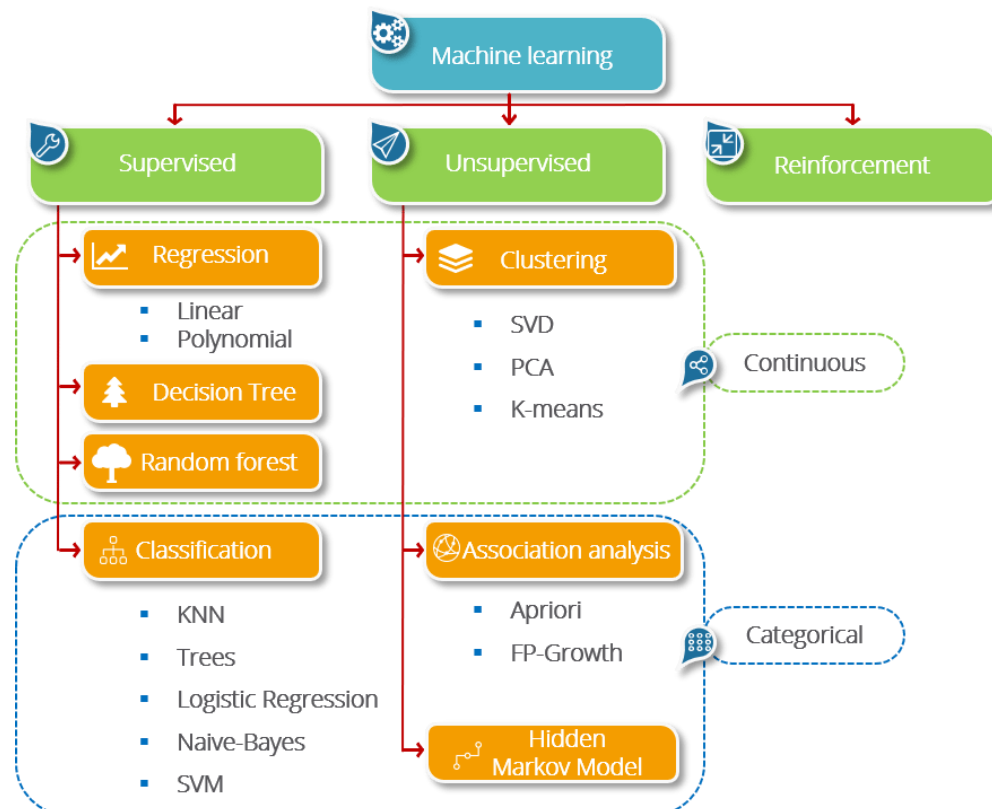 Machine learning
Supervised
Unsupervised
Reinforcement
Regression
Linear
Polynomial
Decision Tree
Random forest
Clustering
SVD
PCA
K-means
Continuous
Classification
KNN
Trees
Logistic Regression
Naive-Bayes
SVM
Association analysis
Apriori
FP-Growth
Hidden
Markov Model
Categorical